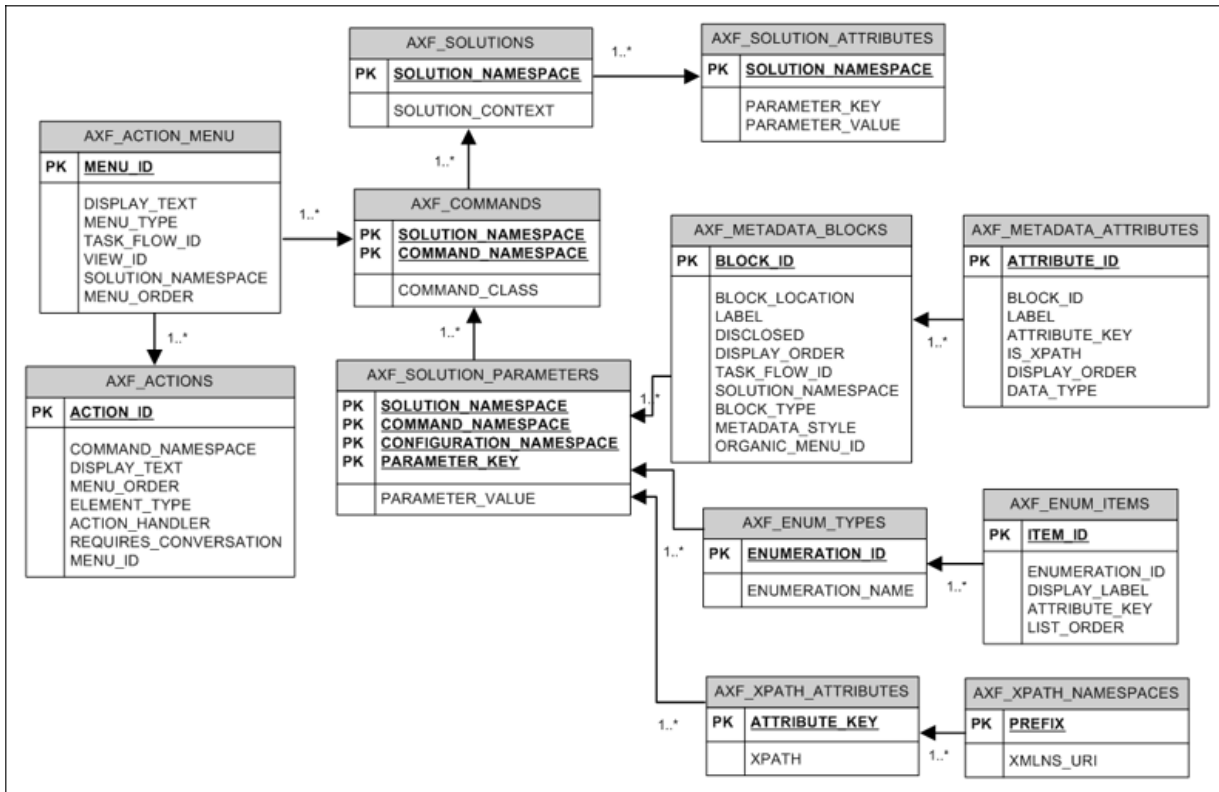 AXF_SOLUTIONS
PK SOLUTION_NAMESPACE
SOLUTION_CONTEXT
1..*
AXF_SOLUTION_ATTRIBUTES
PK SOLUTION_NAMESPACE
PARAMETER_KEY
PARAMETER_VALUE
AXF_ACTION_MENU
PK MENU_ID
DISPLAY_TEXT
MENU_TYPE
TASK_FLOW_ID
VIEW_ID
SOLUTION_NAMESPACE
MENU_ORDER
1..*
1..*
AXF_COMMANDS
PK SOLUTION_NAMESPACE
PK COMMAND_NAMESPACE
COMMAND_CLASS
AXF_METADATA_BLOCKS
PK BLOCK_ID
BLOCK_LOCATION
LABEL
DISCLOSED
DISPLAY_ORDER
TASK_FLOW_ID
SOLUTION_NAMESPACE
BLOCK_TYPE
METADATA_STYLE
ORGANIC_MENU_ID
1..*
AXF_METADATA_ATTRIBUTES
PK ATTRIBUTE_ID
BLOCK_ID
LABEL
ATTRIBUTE_KEY
IS_XPATH
DISPLAY_ORDER
DATA_TYPE
1..*
AXF_ACTIONS
PK ACTION_ID
COMMAND_NAMESPACE
DISPLAY_TEXT
MENU_ORDER
ELEMENT_TYPE
ACTION_HANDLER
REQUIRES_CONVERSATION
MENU_ID
1..*
AXF_SOLUTION_PARAMETERS
PK SOLUTION_NAMESPACE
PK COMMAND_NAMESPACE
PK CONFIGURATION_NAMESPACE
PK PARAMETER_KEY
PARAMETER_VALUE
1..*
1..*
AXF_ENUM_TYPES
PK ENUMERATION_ID
ENUMERATION_NAME
1..*
AXF_ENUM_ITEMS
PK ITEM_ID
ENUMERATION_ID
DISPLAY_LABEL
ATTRIBUTE_KEY
LIST_ORDER
1..*
AXF_XPATH_ATTRIBUTES
PK ATTRIBUTE_KEY
XPATH
1..*
AXF_XPATH_NAMESPACES
PK PREFIX
XMLNS_URI